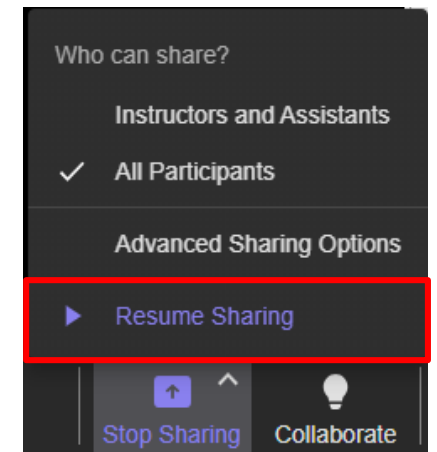 Who can share?
Instructors and Assistants
All Participants
Advanced Sharing Options
Resume Sharing
Stop Sharing
Collaborate